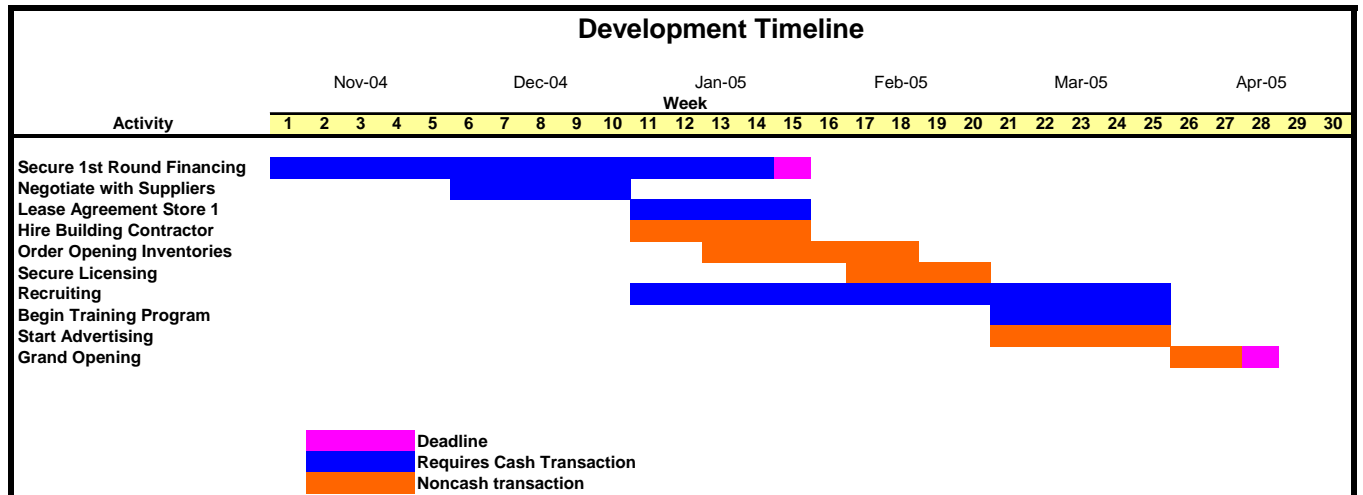 Development Timeline
Nov-04 Dec-04 Jan-05 Feb-05 Mar-05 Apr-05
Week
Activity 1 2 3 4 5 6 7 8 9 10 11 12 13 14 15 16 17 18 19 20 21 22 23 24 25 26 27 28 29 30
Secure 1st Round Financing
Negotiate with Suppliers
Lease Agreement Store 1
Hire Building Contractor
Order Opening Inventories
Secure Licensing
Recruiting
Begin Training Program
Start Advertising
Grand Opening
Deadline
Requires Cash Transaction
Noncash transaction